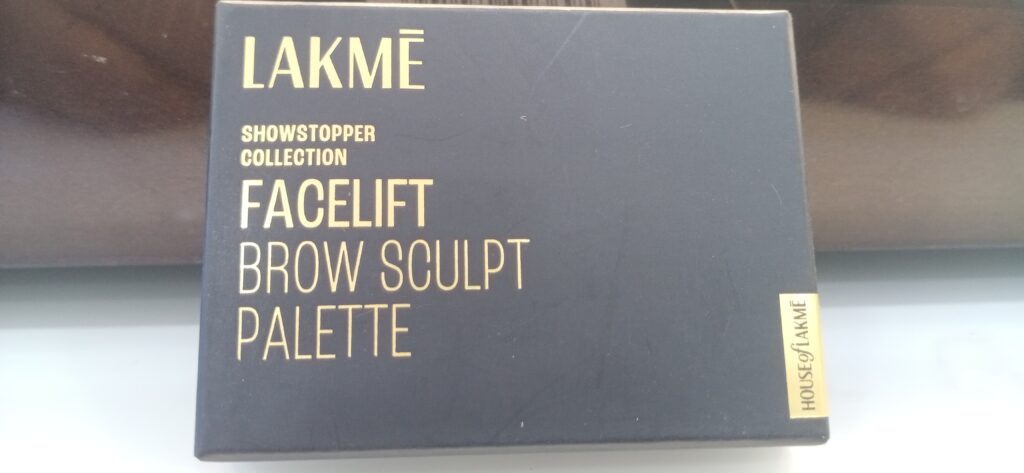 LAKMĒ
SHOWSTOPPER
COLLECTION
FACELIFT
BROW SCULPT
PALETTE
HOUSE of LAKMĒ